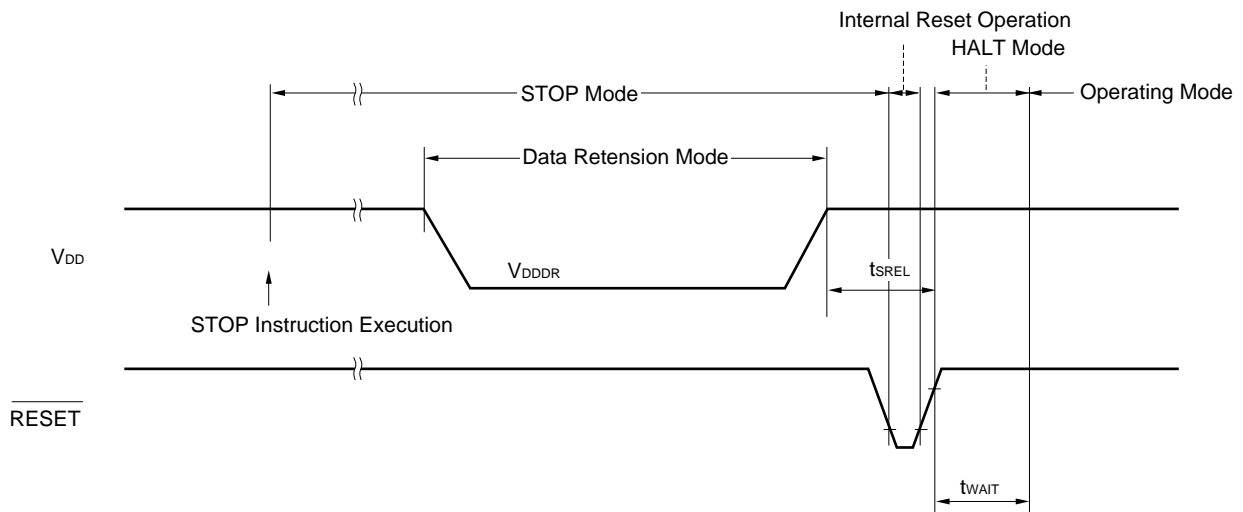 Internal Reset Operation
HALT Mode
STOP Mode
Operating Mode
Data Retension Mode
VDD
VDDDR
tSREL
STOP Instruction Execution
RESET
tWAIT